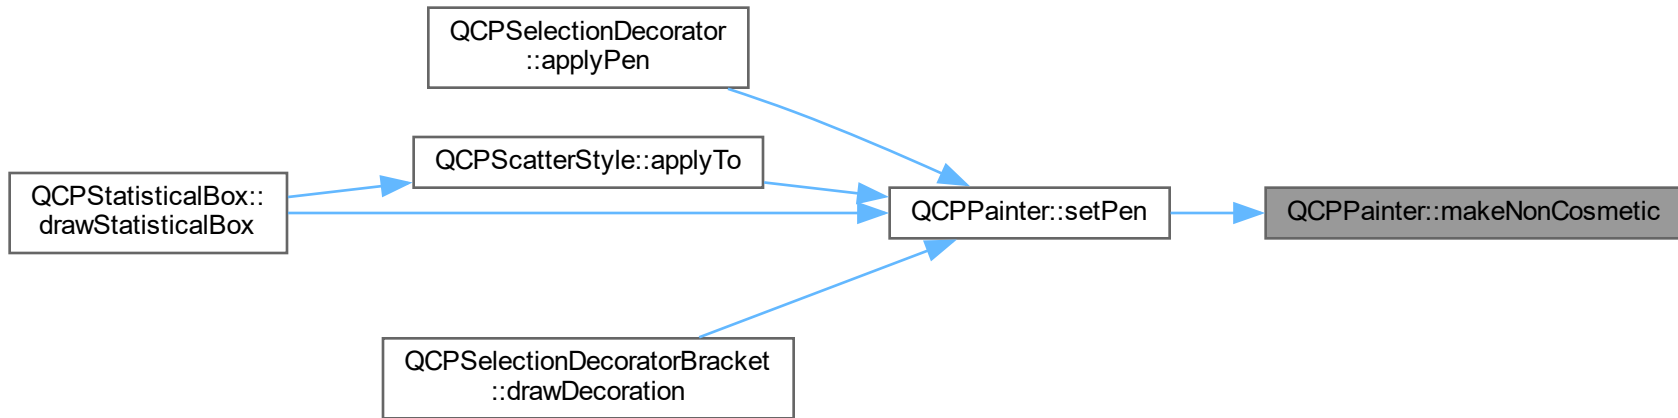 QCPSelectionDecorator
::applyPen
QCPScatterStyle::applyTo
QCPStatisticalBox::
drawStatisticalBox
QCPPainter::setPen
QCPPainter::makeNonCosmetic
QCPSelectionDecoratorBracket
::drawDecoration